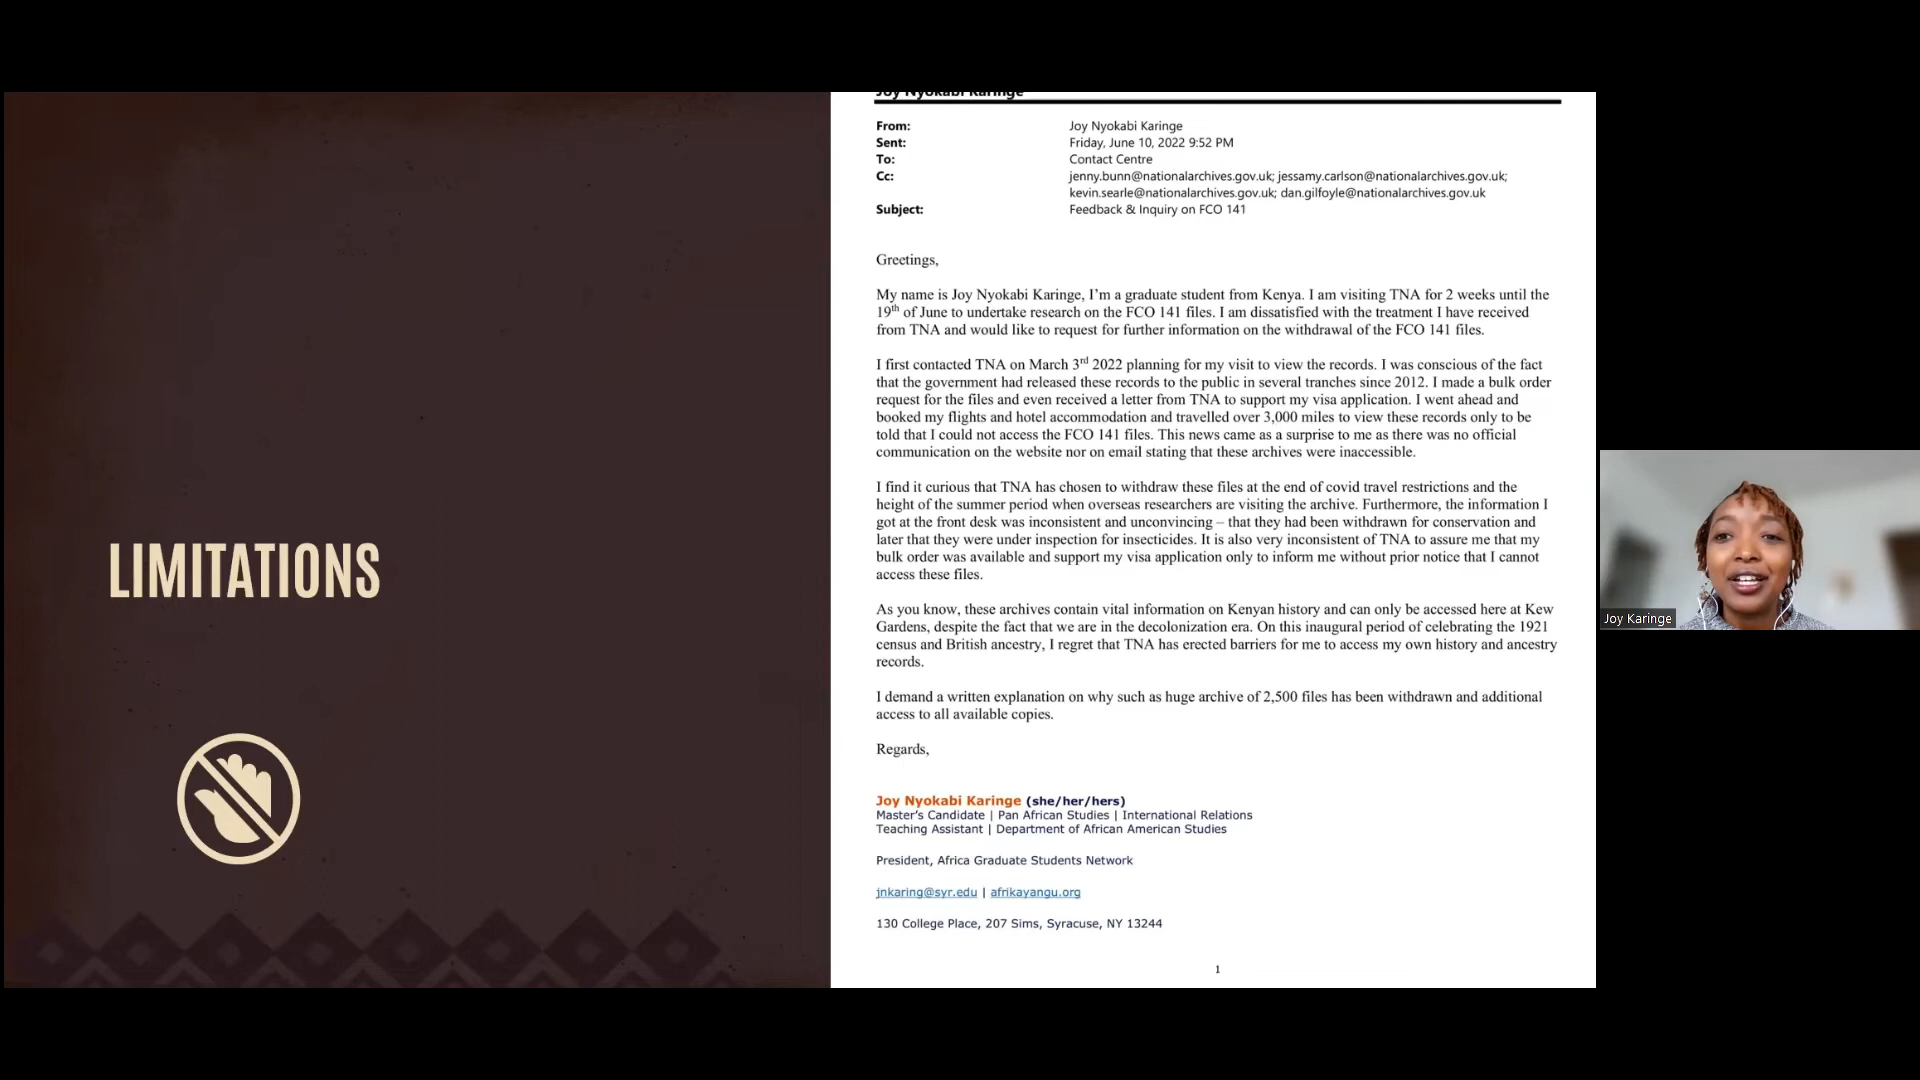 LIMITATIONS
Joy Nyokabi Karinge
From: Joy Nyokabi Karinge
Sent: Friday, June 10, 2022 9:52 PM
To: Contact Centre
Cc: jenny.bunn@nationalarchives.gov.uk; jessamy.carlson@nationalarchives.gov.uk;
kevin.searle@nationalarchives.gov.uk; dan.gilfoyle@nationalarchives.gov.uk
Subject: Feedback & Inquiry on FCO 141
Greetings,
My name is Joy Nyokabi Karinge, I’m a graduate student from Kenya. I am visiting TNA for 2 weeks until the
19th of June to undertake research on the FCO 141 files. I am dissatisfied with the treatment I have received
from TNA and would like to request for further information on the withdrawal of the FCO 141 files.
I first contacted TNA on March 3rd 2022 planning for my visit to view the records. I was conscious of the fact
that the government had released these records to the public in several tranches since 2012. I made a bulk order
request for the files and even received a letter from TNA to support my visa application. I went ahead and
booked my flights and hotel accommodation and travelled over 3,000 miles to view these records only to be
told that I could not access the FCO 141 files. This news came as a surprise to me as there was no official
communication on the website nor on email stating that these archives were inaccessible.
I find it curious that TNA has chosen to withdraw these files at the end of covid travel restrictions and the
height of the summer period when overseas researchers are visiting the archive. Furthermore, the information I
got at the front desk was inconsistent and unconvincing – that they had been withdrawn for conservation and
later that they were under inspection for insecticides. It is also very inconsistent of TNA to assure me that my
bulk order was available and support my visa application only to inform me without prior notice that I cannot
access these files.
As you know, these archives contain vital information on Kenyan history and can only be accessed here at Kew
Gardens, despite the fact that we are in the decolonization era. On this inaugural period of celebrating the 1921
census and British ancestry, I regret that TNA has erected barriers for me to access my own history and ancestry
records.
I demand a written explanation on why such as huge archive of 2,500 files has been withdrawn and additional
access to all available copies.
Regards,
Joy Nyokabi Karinge (she/her/hers)
Master’s Candidate | Pan African Studies | International Relations
Teaching Assistant | Department of African American Studies
President, Africa Graduate Students Network
jnkaring@syr.edu | afrikayangu.org
130 College Place, 207 Sims, Syracuse, NY 13244
1
Joy Karinge